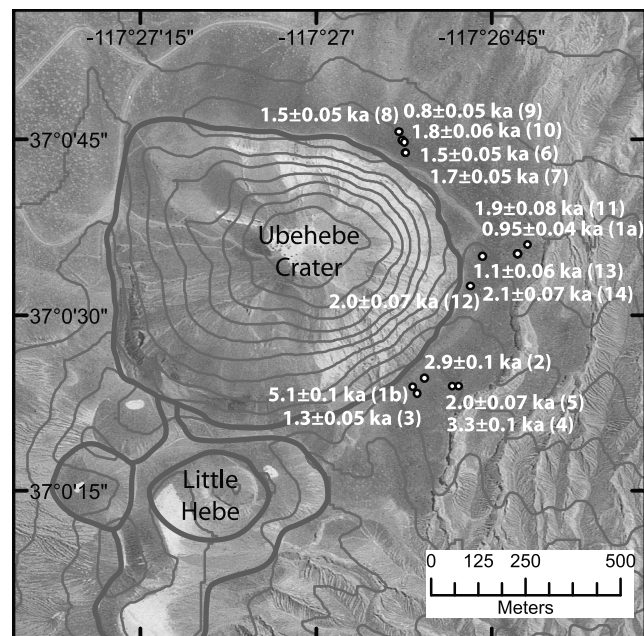 -117°27'15"
-117°27'
-117°26'45"
1.5±0.05 ka (8)
0.8±0.05 ka (9)
1.8±0.06 ka (10)
1.5±0.05 ka (6)
1.7±0.05 ka (7)
37°0'45"
1.9±0.08 ka (11)
0.95±0.04 ka (1a)
Ubehebe
Crater
1.1±0.06 ka (13)
2.0±0.07 ka (12)
2.1±0.07 ka (14)
37°0'30"
2.9±0.1 ka (2)
5.1±0.1 ka (1b)
1.3±0.05 ka (3)
2.0±0.07 ka (5)
3.3±0.1 ka (4)
37°0'15"
Little
Hebe
0 125 250 500
Meters